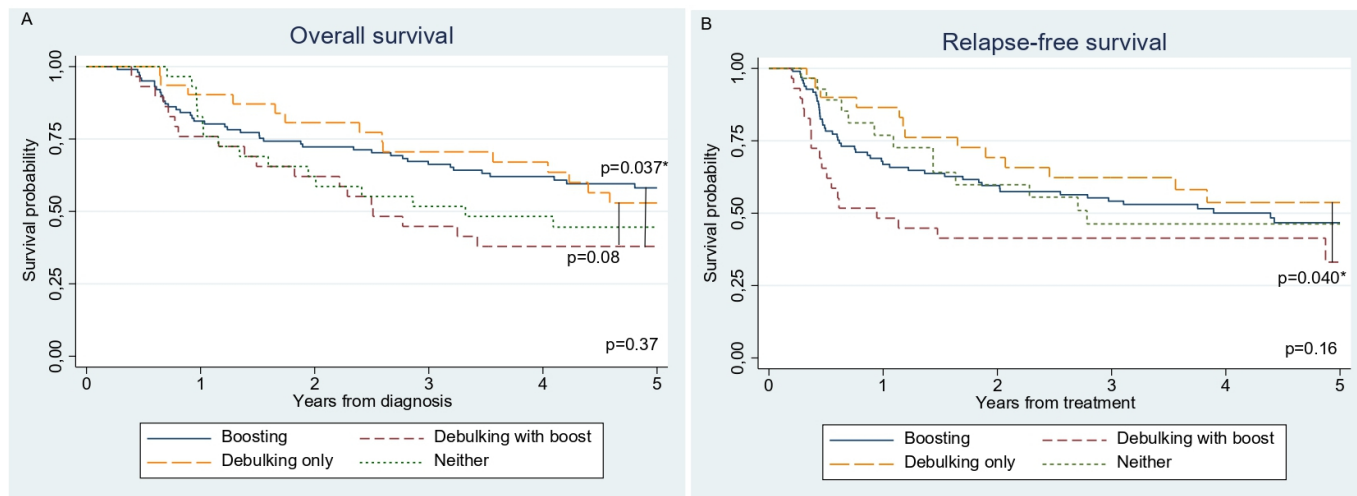 A
Overall survival
Survival probability
1,00
0,75
0,50
0,25
0,00
p=0.037*
p=0.08
p=0.37
0 1 2 3 4 5
Years from diagnosis
Boosting Debulking with boost
Debulking only Neither
B
Relapse-free survival
Survival probabilty
1,00
0,75
0,50
0,25
0,00
p=0.040*
p=0.16
0 1 2 3 4 5
Years from treatment
Boosting Debulking with boost
Debulking only Neither